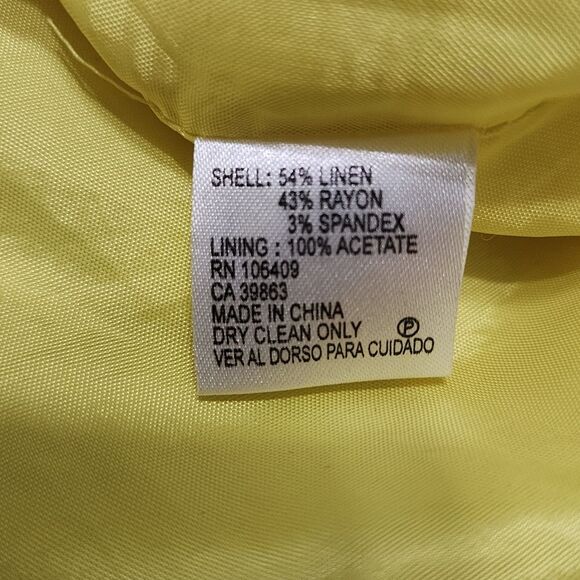 SHELL: 54% LINEN
43% RAYON
3% SPANDEX
LINING : 100% ACETATE
RN 106409
CA 39863
MADE IN CHINA
DRY CLEAN ONLY Ⓟ
VER AL DORSO PARA CUIDADO